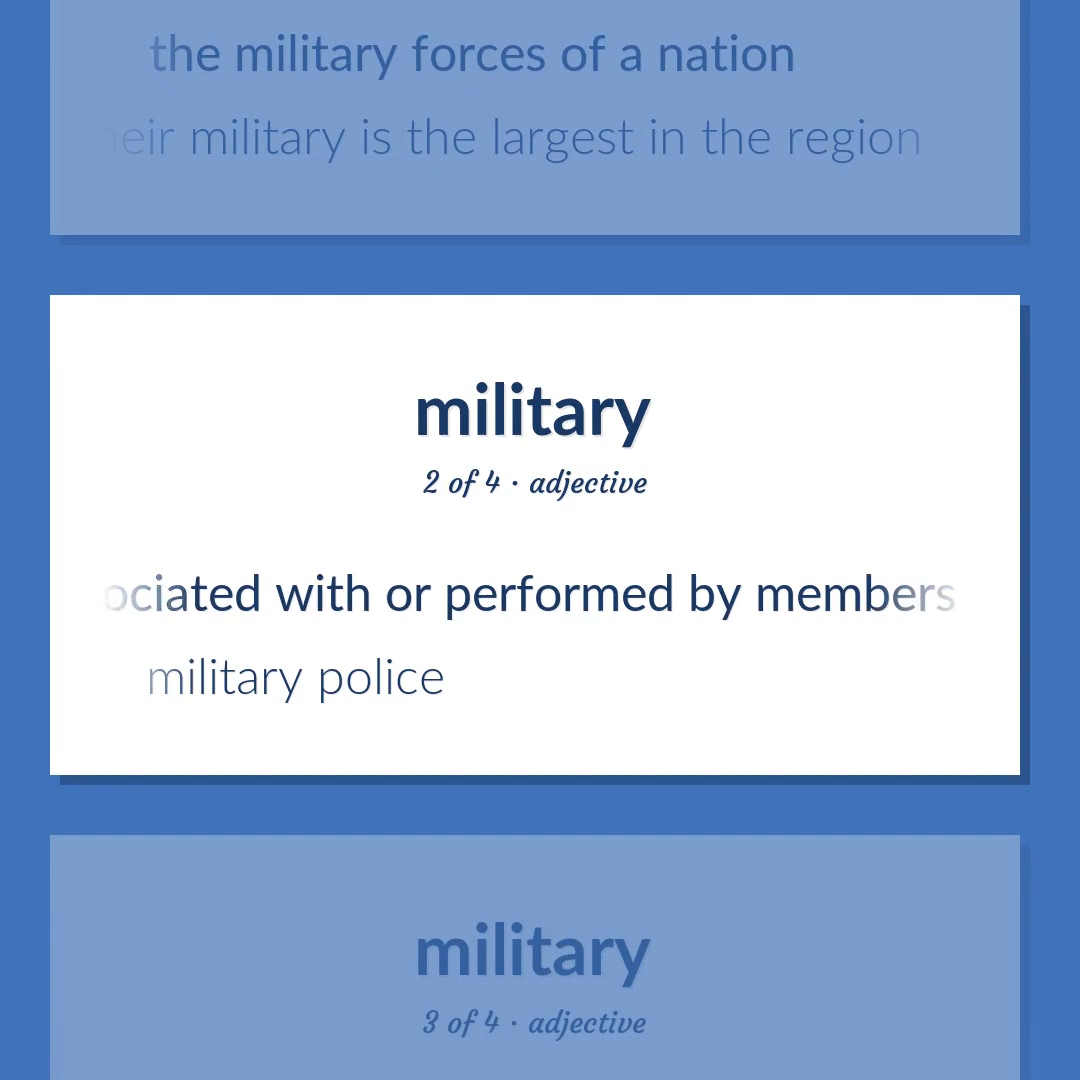 the military forces of a nation
military is the largest in the region
military
2 of 4 · adjective
with or performed by members
military police
military
3 of 4 · adjective